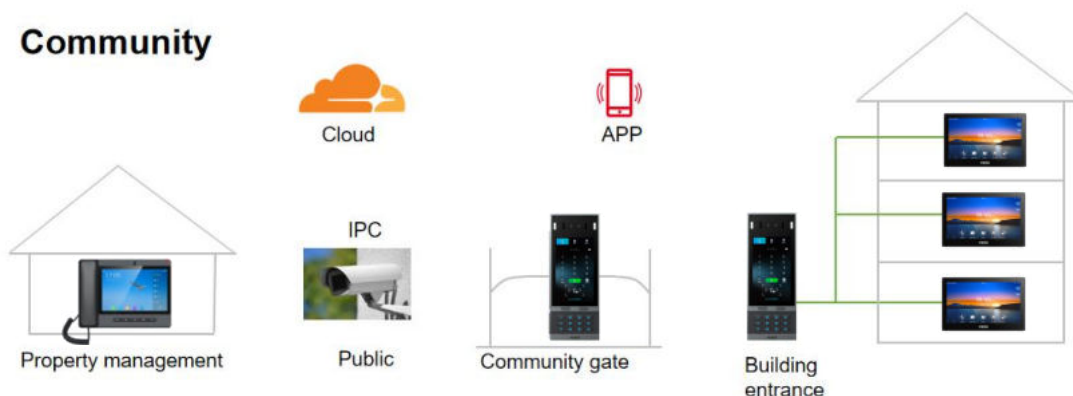 Community
Cloud
APP
IPC
Property management
Public
Community gate
Building
entrance